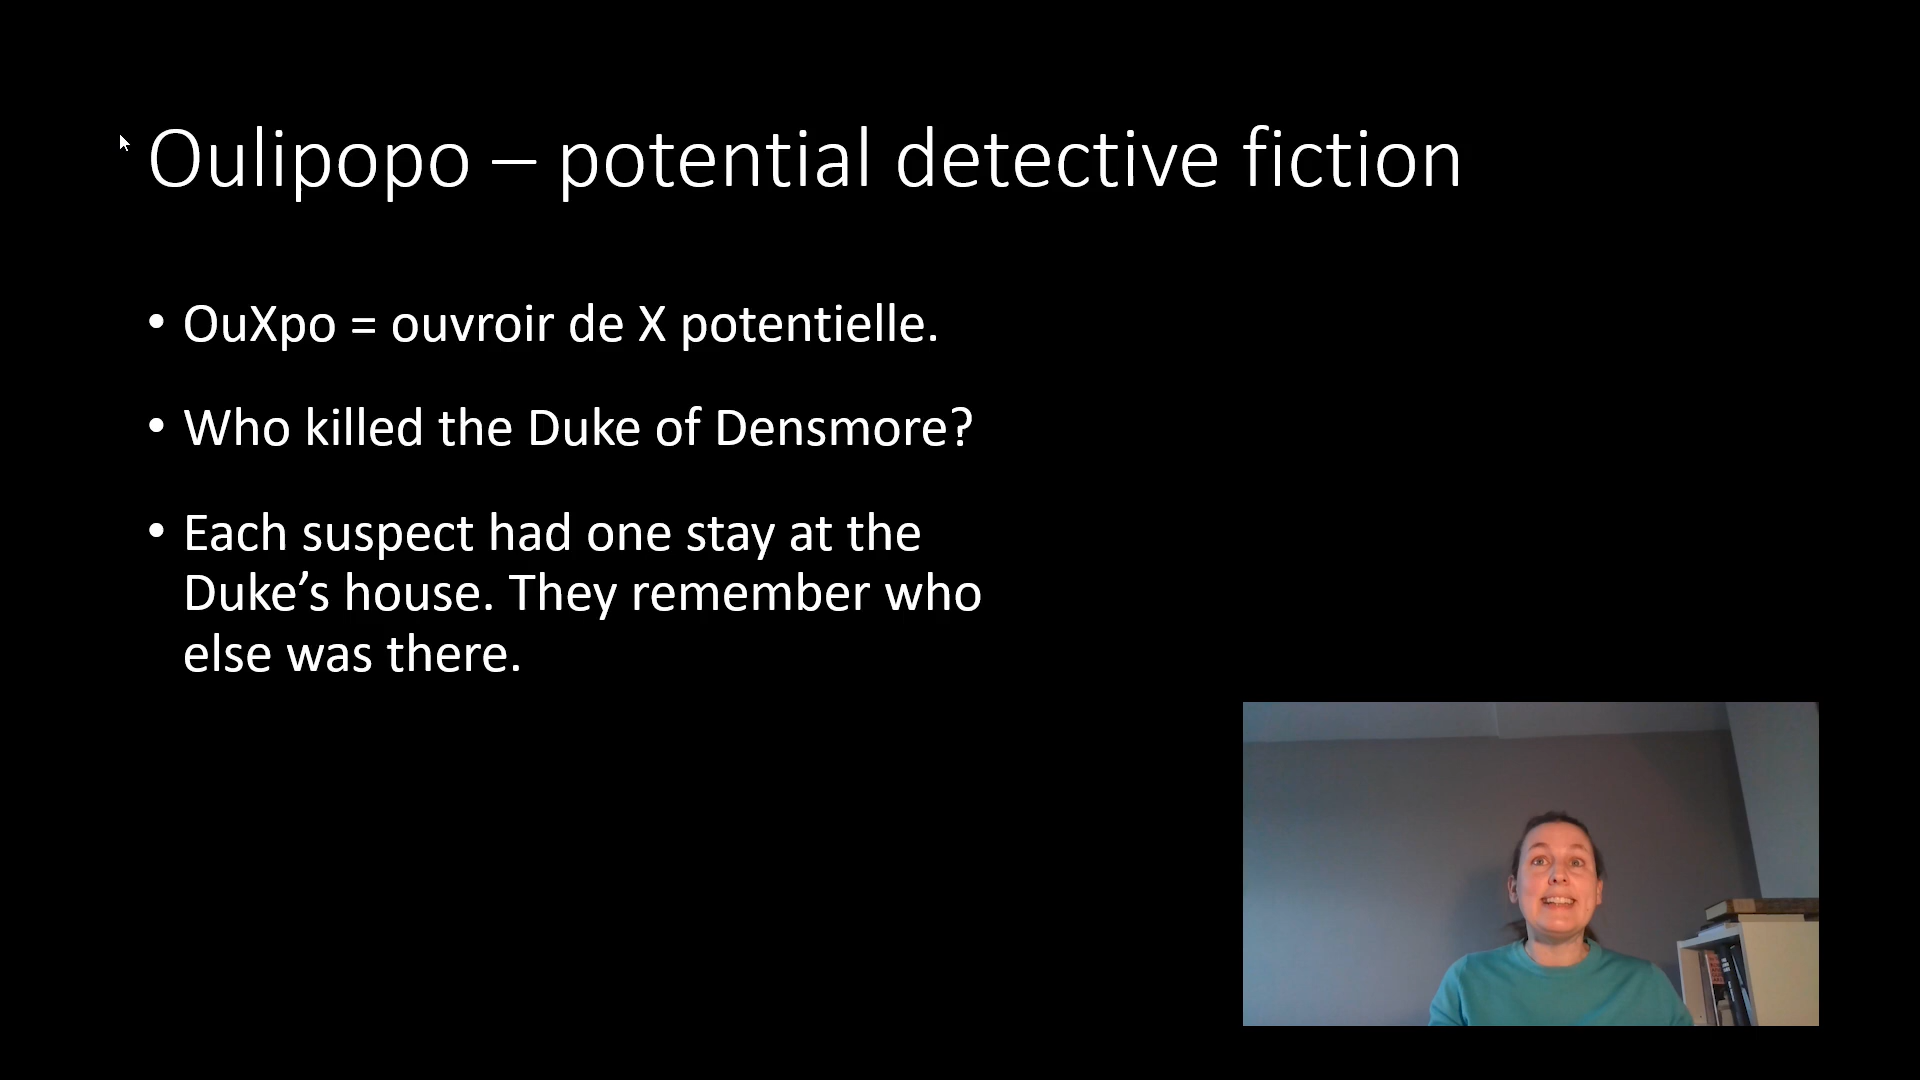 Oulipopo – potential detective fiction
• OuXpo = ouvroir de X potentielle.
• Who killed the Duke of Densmore?
• Each suspect had one stay at the
Duke’s house. They remember who
else was there.